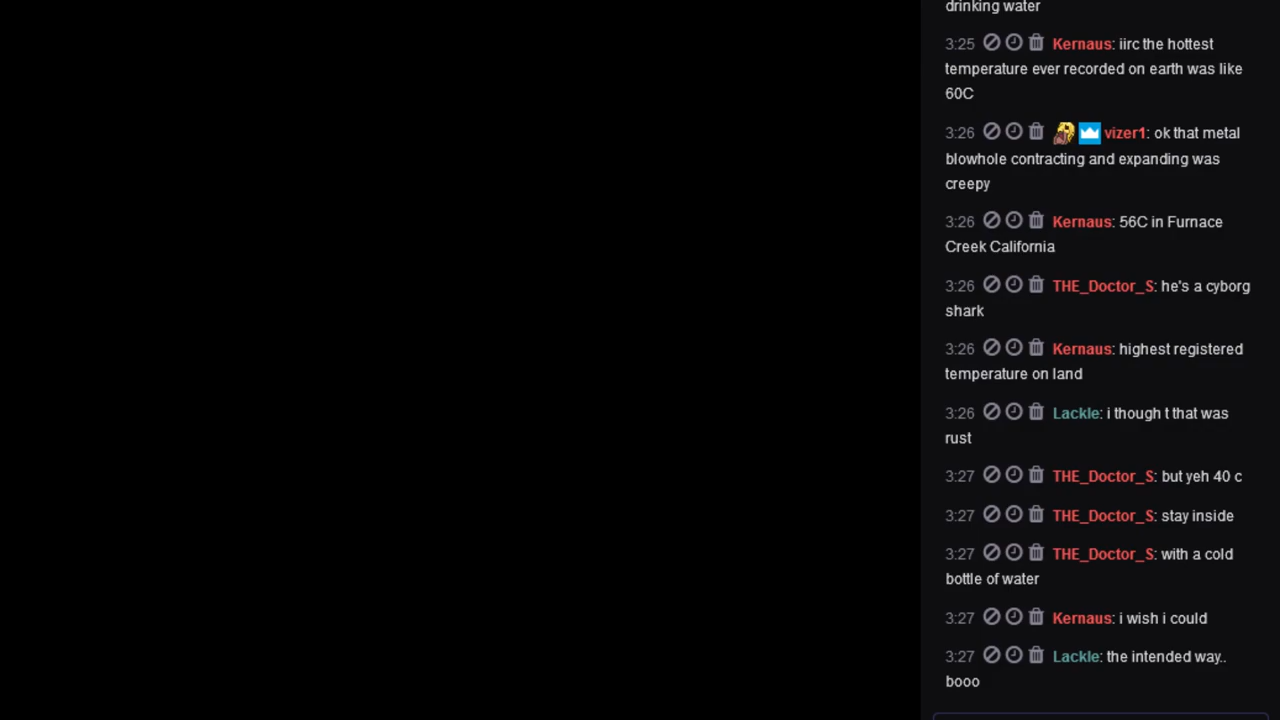 drinking water
3:25 Kernaus: iirc the hottest
temperature ever recorded on earth was like
60C
3:26 vizer1: ok that metal
blowhole contracting and expanding was
creepy
3:26 Kernaus: 56C in Furnace
Creek California
3:26 THE_Doctor_S: he's a cyborg
shark
3:26 Kernaus: highest registered
temperature on land
3:26 Lackle: i though t that was
rust
3:27 THE_Doctor_S: but yeh 40 c
3:27 THE_Doctor_S: stay inside
3:27 THE_Doctor_S: with a cold
bottle of water
3:27 Kernaus: i wish i could
3:27 Lackle: the intended way..
booo